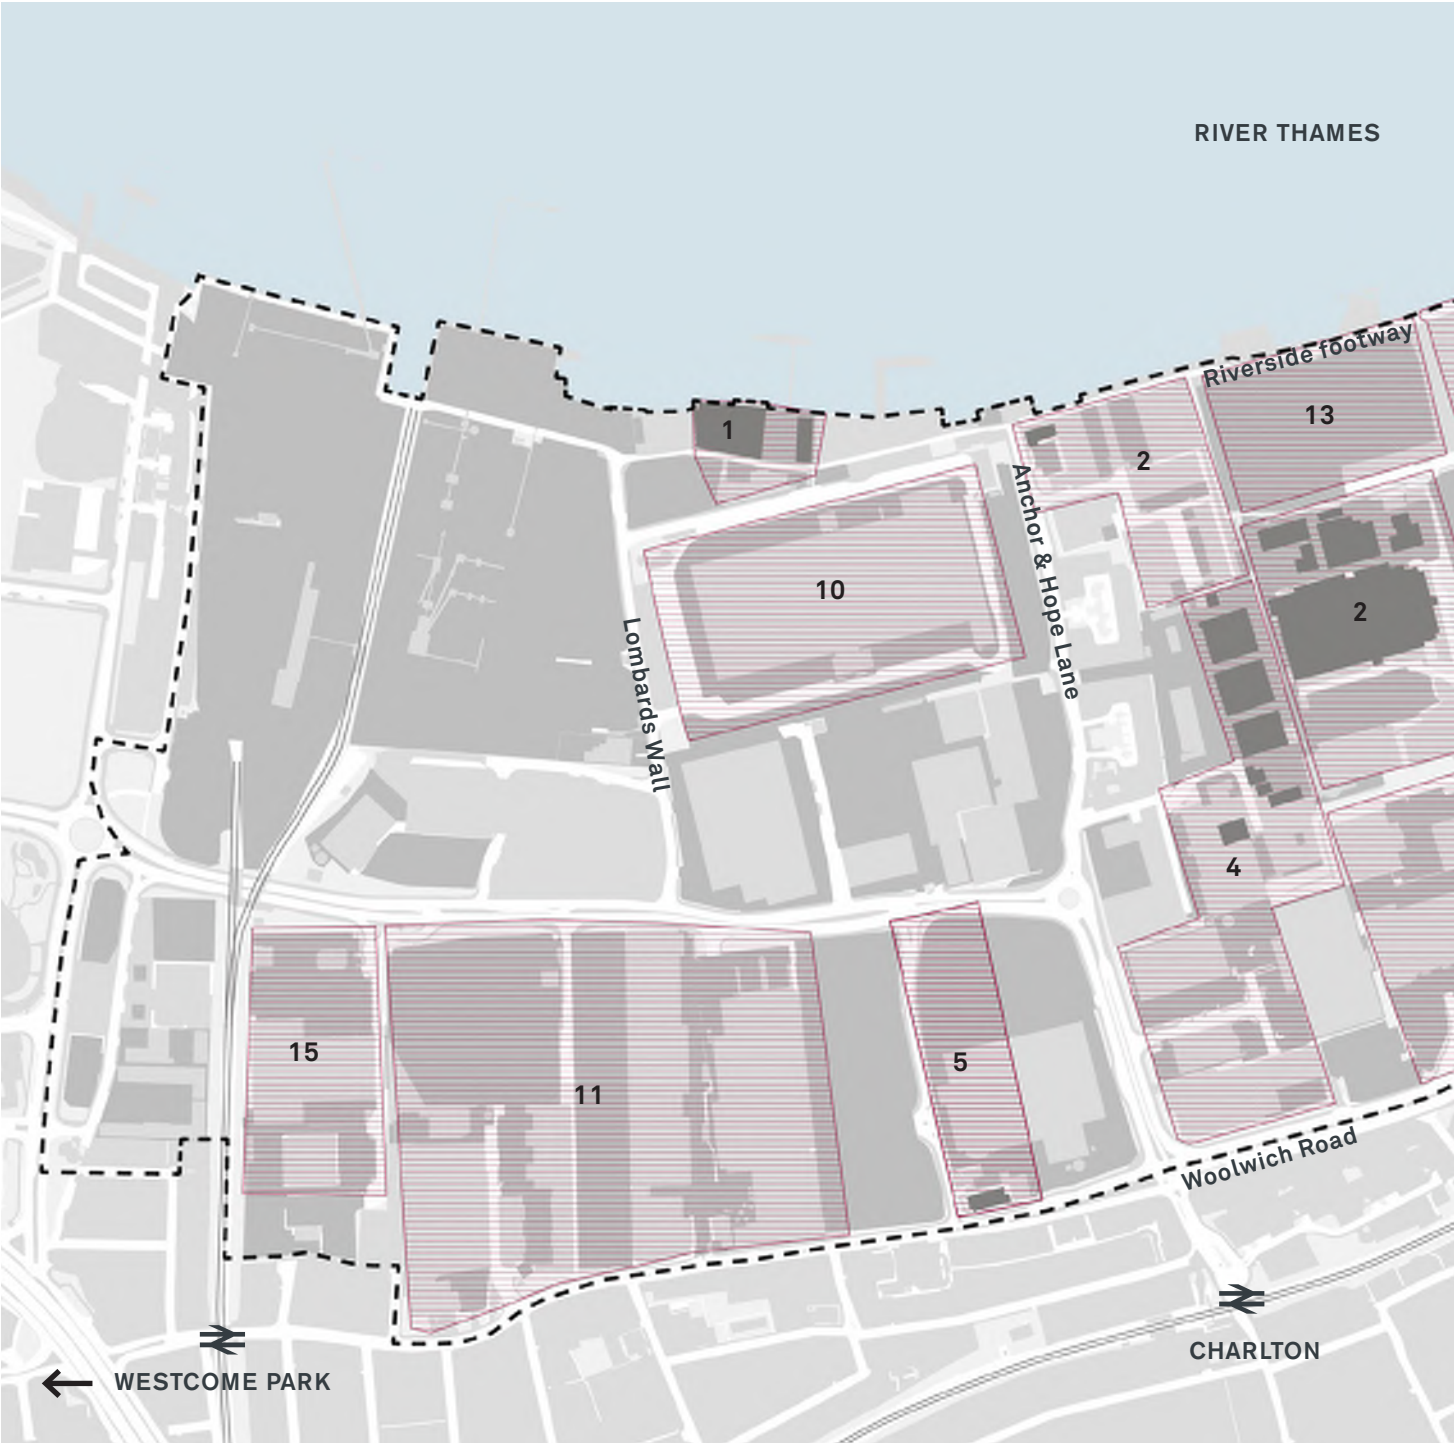 RIVER THAMES
Riverside footway
13
1
2
Anchor & Hope Lane
10
2
Lombards Wall
4
15
5
11
Woolwich Road
CHARLTON
WESTCOME PARK